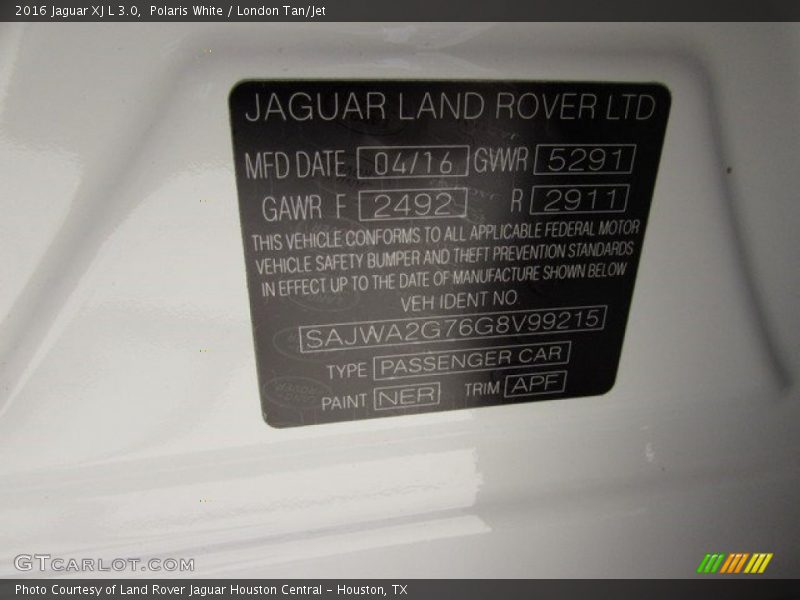 2016 Jaguar XJ L 3.0,  Polaris White / London Tan/Jet
JAGUAR LAND ROVER LTD
MFD DATE 04/16 GVWR 5291
GAWR F 2492 R 2911
THIS VEHICLE CONFORMS TO ALL APPLICABLE FEDERAL MOTOR
VEHICLE SAFETY BUMPER AND THEFT PREVENTION STANDARDS
IN EFFECT UP TO THE DATE OF MANUFACTURE SHOWN BELOW
VEH IDENT NO.
SAJWA2G76G8V99215
TYPE PASSENGER CAR
PAINT NER TRIM APF
GTCARLOT.COM
Photo Courtesy of Land Rover Jaguar Houston Central - Houston, TX